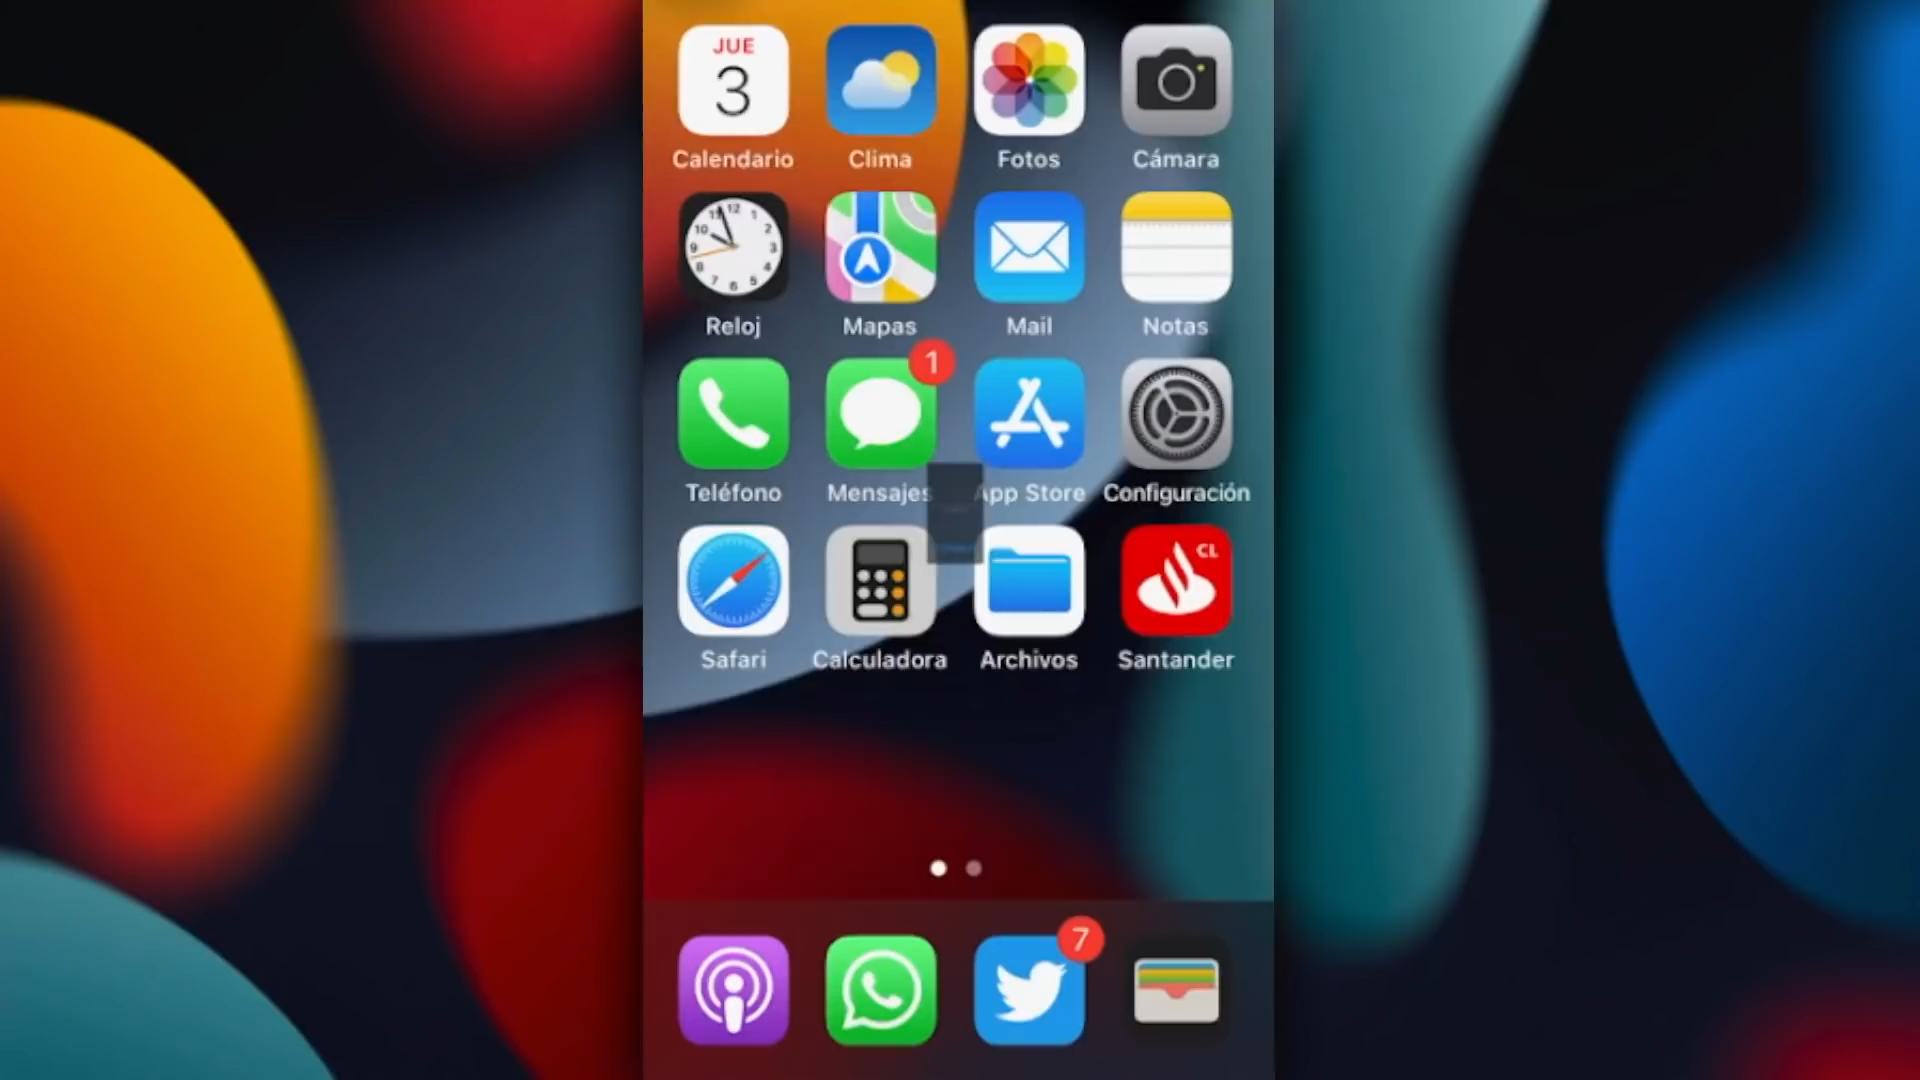 JUE
3
Calendario Clima Fotos Cámara
Reloj Mapas Mail Notas
1
Teléfono Mensajes App Store Configuración
CL
Safari Calculadora Archivos Santander
7